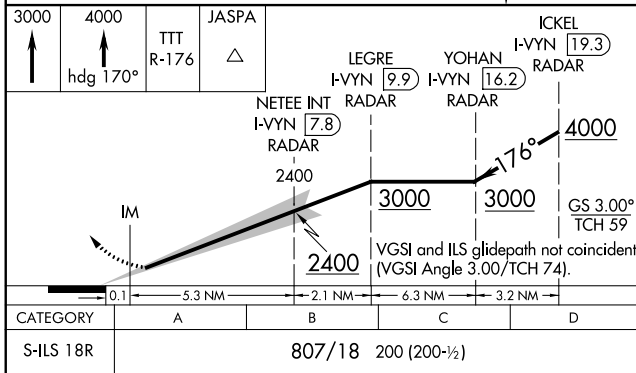 3000
4000
hdg 170°
TTT
R-176
JASPA
NETEE INT
I-VYN 7.8
RADAR
LEGRE
I-VYN 9.9
RADAR
YOHAN
I-VYN 16.2
RADAR
ICKEL
I-VYN 19.3
RADAR
4000
176°
2400
3000
3000
IM
GS 3.00°
TCH 59
2400
VGSI and ILS glidepath not coincident
(VGSI Angle 3.00/TCH 74).
0.1
5.3 NM
2.1 NM
6.3 NM
3.2 NM
CATEGORY A B C D
S-ILS 18R 807/18 200 (200-½)